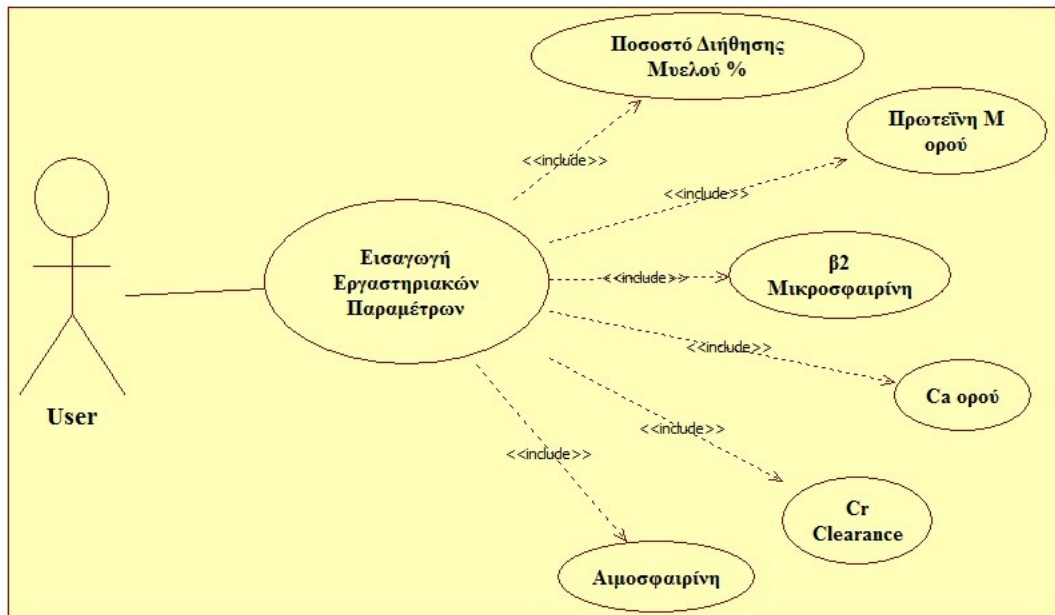 Ποσοστό Διήθησης
Μυελού %
Πρωτεΐνη Μ
ορού
<<include>>
<<include>>
Εισαγωγή
Εργαστηριακών
Παραμέτρων
β2
Μικροσφαιρίνη
<<include>>
<<include>>
Ca ορού
User
<<include>>
<<include>>
Cr
Clearance
Αιμοσφαιρίνη